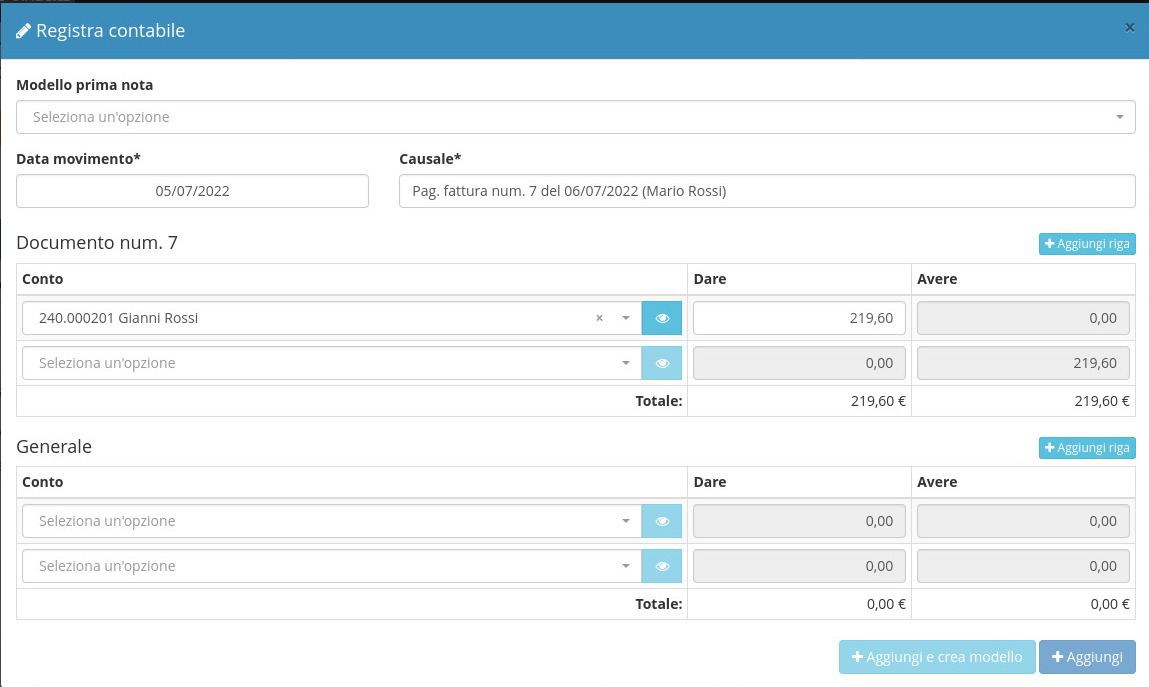 Registra contabile ×
Modello prima nota
Seleziona un'opzione
Data movimento* Causale*
05/07/2022 Pag. fattura num. 7 del 06/07/2022 (Mario Rossi)
Documento num. 7 + Aggiungi riga
Conto Dare Avere
240.000201 Gianni Rossi × 219,60 0,00
Seleziona un'opzione 0,00 219,60
Totale: 219,60 € 219,60 €
Generale + Aggiungi riga
Conto Dare Avere
Seleziona un'opzione 0,00 0,00
Seleziona un'opzione 0,00 0,00
Totale: 0,00 € 0,00 €
+ Aggiungi e crea modello + Aggiungi